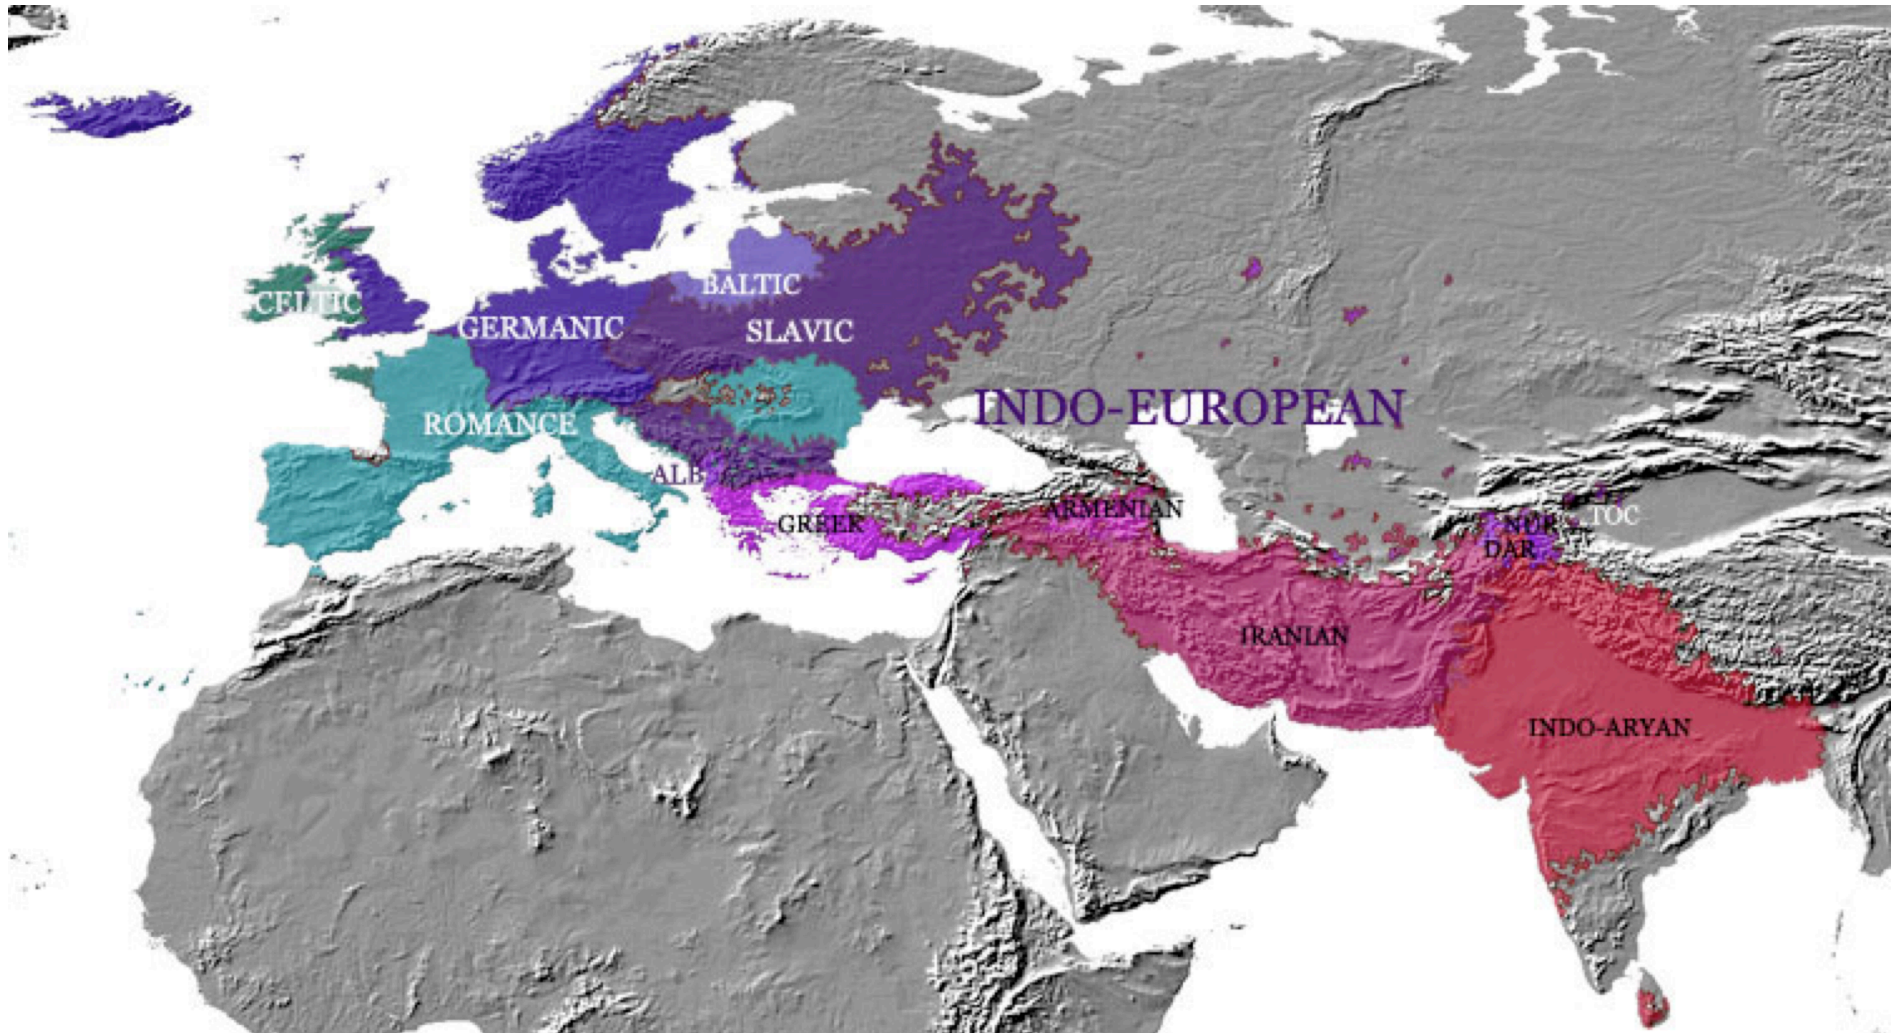 BALTIC
CELTIC
GERMANIC
SLAVIC
INDO-EUROPEAN
ROMANCE
ALB
GREEK
ARMENIAN
NUR
TOC
DAR
IRANIAN
INDO-ARYAN